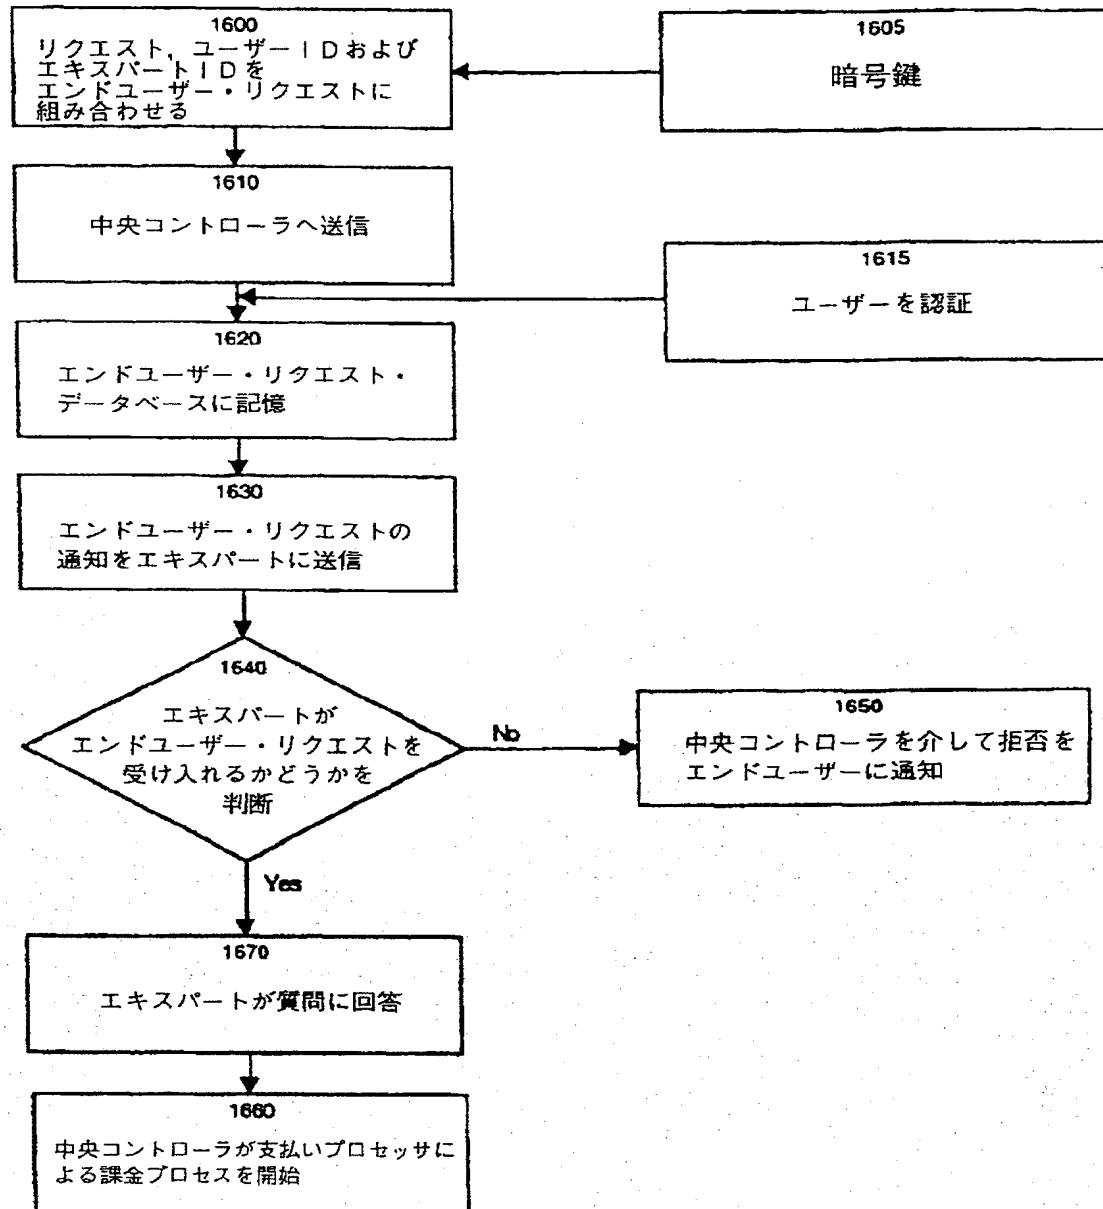 1600
リクエスト, ユーザーIDおよび
エキスパートIDを
エンドユーザー・リクエストに
組み合わせる
1605
暗号鍵
1610
中央コントローラへ送信
1615
ユーザーを認証
1620
エンドユーザー・リクエスト・
データベースに記憶
1630
エンドユーザー・リクエストの
通知をエキスパートに送信
1640
エキスパートが
エンドユーザー・リクエストを
受け入れるかどうかを
判断
No
1650
中央コントローラを介して拒否を
エンドユーザーに通知
Yes
1670
エキスパートが質問に回答
1660
中央コントローラが支払いプロセッサに
よる課金プロセスを開始